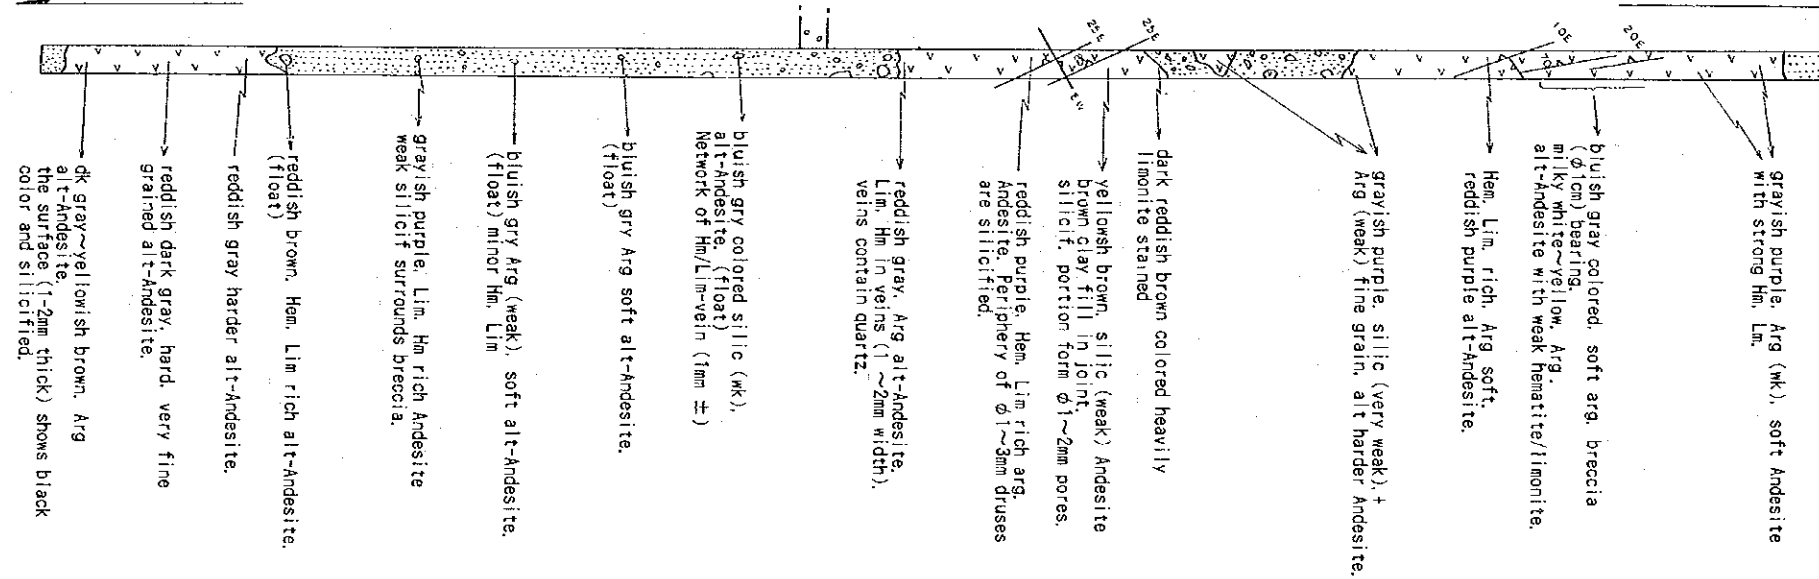 25E
25E
10E
20E
EW
grayish purple, Arg (wk), soft Andesite
with strong Hm, Lm.
bluish gray colored, soft arg. breccia
(φ1cm) bearing.
milky white~yellow, Arg.
alt-Andesite with weak hematite/limonite.
Hem, Lim, rich, Arg soft.
reddish purple alt-Andesite.
grayish purple, silic (very weak), +
Arg (weak) fine grain, alt harder Andesite.
dark reddish brown colored heavily
limonite stained
yellowsh brown, silic (weak) Andesite
brown clay fill in joint.
silicif. portion form φ1~2mm pores.
reddish purple, Hem, Lim rich arg.
Andesite. Periphery of φ1~3mm druses
are silicified.
reddish gray, Arg alt-Andesite.
Lim, Hm in veins (1~2mm width).
veins contain quartz.
bluish gry colored silic (wk),
alt-Andesite. (float)
Network of Hm/Lim-vein (1mm ±)
bluish gry Arg soft alt-Andesite.
(float)
bluish gry Arg (weak), soft alt-Andesite.
(float) minor Hm, Lim
grayish purple, Lim, Hm rich Andesite
weak silicif surrounds breccia.
reddish brown, Hem, Lim rich alt-Andesite.
(float)
reddish gray harder alt-Andesite.
reddish dark gray, hard, very fine
grained alt-Andesite.
dk gray~yellowish brown, Arg
alt-Andesite.
the surface (1-2mm thick) shows black
color and silicified.